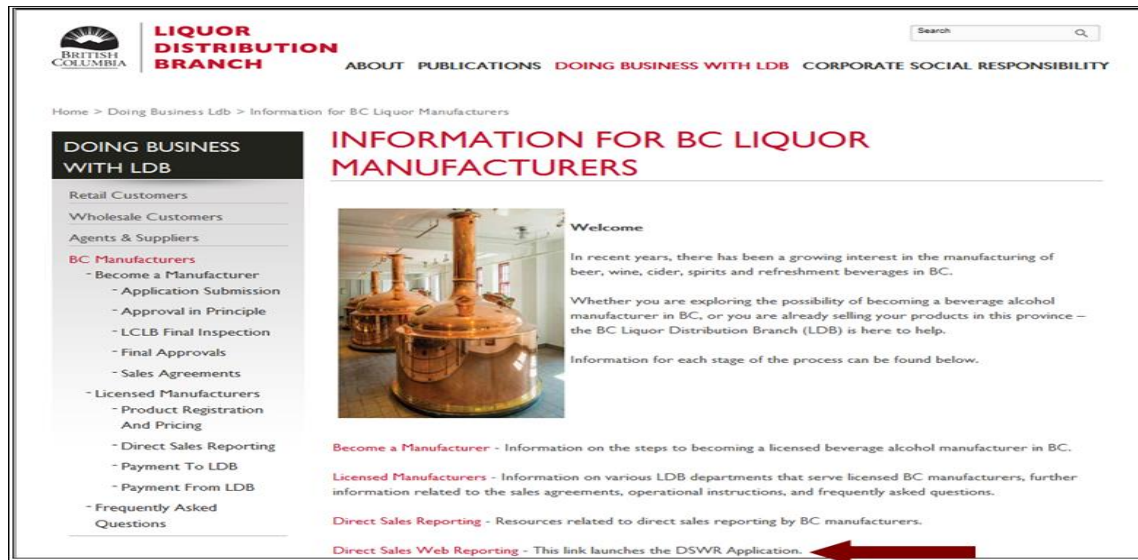 BRITISH
COLUMBIA
LIQUOR
DISTRIBUTION
BRANCH
Search
ABOUT PUBLICATIONS DOING BUSINESS WITH LDB CORPORATE SOCIAL RESPONSIBILITY
Home > Doing Business Ldb > Information for BC Liquor Manufacturers
DOING BUSINESS
WITH LDB
Retail Customers
Wholesale Customers
Agents & Suppliers
BC Manufacturers
- Become a Manufacturer
- Application Submission
- Approval in Principle
- LCLB Final Inspection
- Final Approvals
- Sales Agreements
- Licensed Manufacturers
- Product Registration
And Pricing
- Direct Sales Reporting
- Payment To LDB
- Payment From LDB
- Frequently Asked
Questions
INFORMATION FOR BC LIQUOR
MANUFACTURERS
Welcome
In recent years, there has been a growing interest in the manufacturing of
beer, wine, cider, spirits and refreshment beverages in BC.
Whether you are exploring the possibility of becoming a beverage alcohol
manufacturer in BC, or you are already selling your products in this province –
the BC Liquor Distribution Branch (LDB) is here to help.
Information for each stage of the process can be found below.
Become a Manufacturer - Information on the steps to becoming a licensed beverage alcohol manufacturer in BC.
Licensed Manufacturers - Information on various LDB departments that serve licensed BC manufacturers, further
information related to the sales agreements, operational instructions, and frequently asked questions.
Direct Sales Reporting - Resources related to direct sales reporting by BC manufacturers.
Direct Sales Web Reporting - This link launches the DSWR Application.